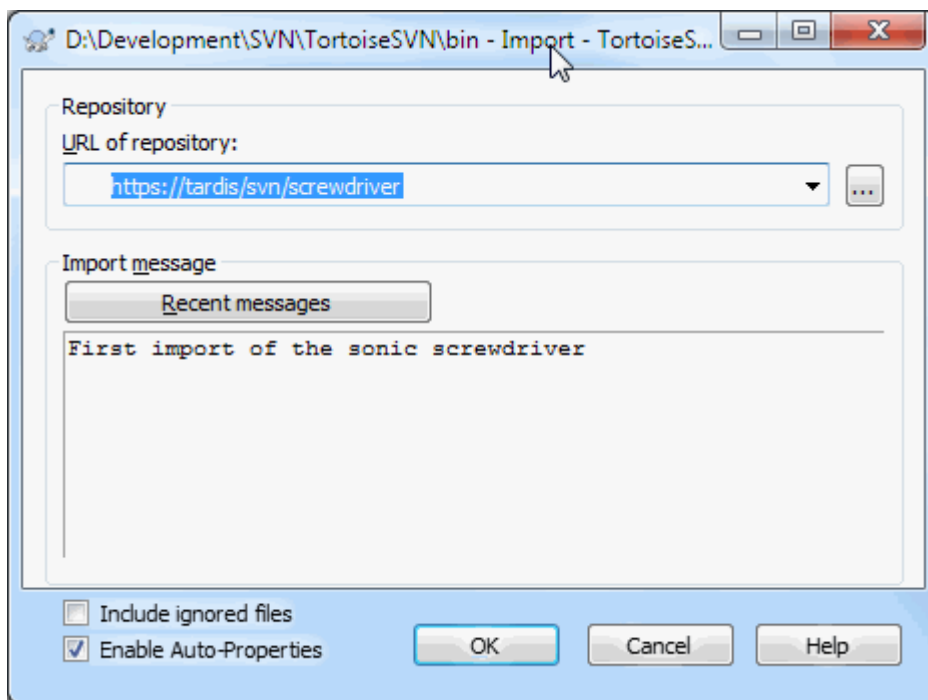 D:\Development\SVN\TortoiseSVN\bin - Import - TortoiseS...
Repository
URL of repository:
https://tardis/svn/screwdriver
...
Import message
Recent messages
First import of the sonic screwdriver
Include ignored files
Enable Auto-Properties
OK
Cancel
Help